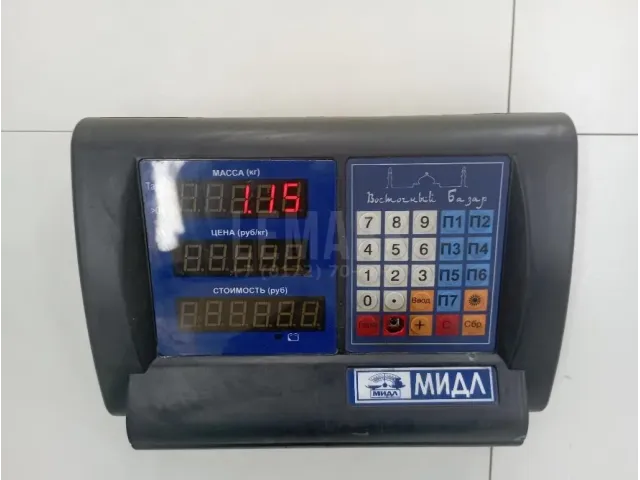 МАССА (кг)
1.15
ЦЕНА (руб/кг)
СТОИМОСТЬ (руб)
Восточный Базар
7 8 9 П1 П2
4 5 6 П3 П4
1 2 3 П5 П6
0 • Ввод П7
+ С Сбр.
МИДЛ
МИДЛ